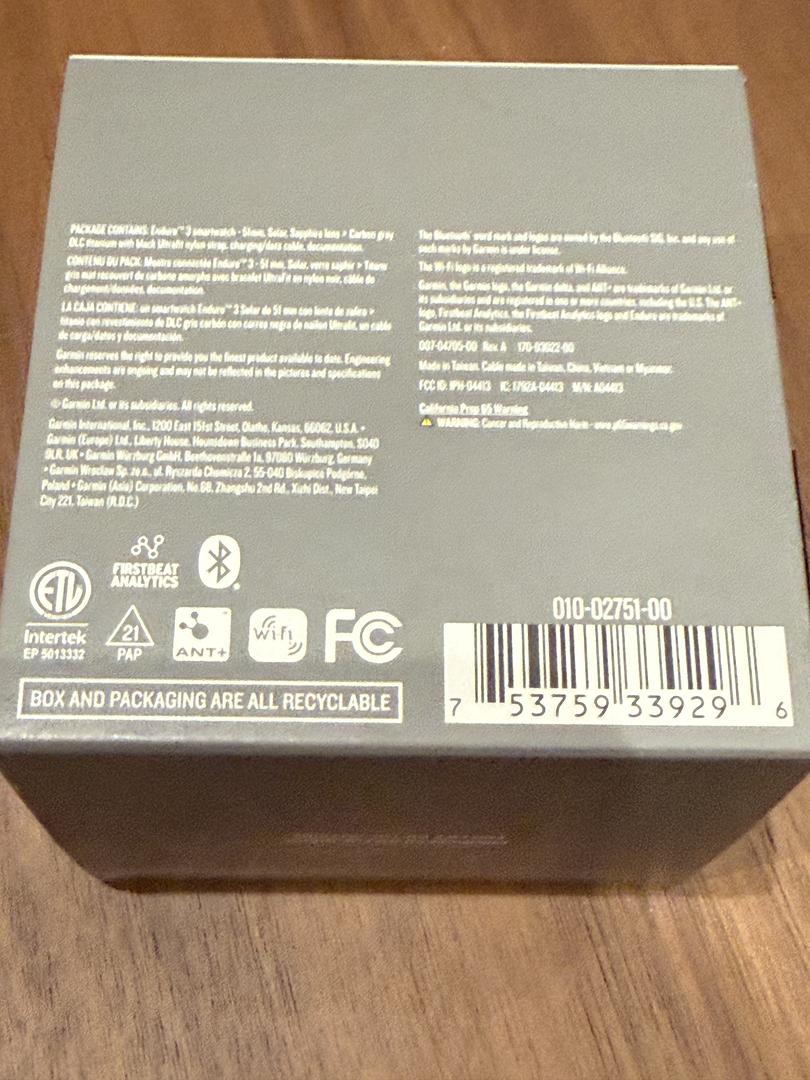 PACKAGE CONTAINS: Enduro™ 3 smartwatch - 51mm, Solar, Sapphire lens > Carbon gray
DLC titanium with black UltraFit nylon strap, charging/data cable, documentation.
CONTENU DU PACK: Montre connectée Enduro™ 3 - 51 mm, Solar, verre saphir > Titane
gris mat recouvert de carbone amorphe avec bracelet UltraFit en nylon noir, câble de
chargement/données, documentation.
LA CAJA CONTIENE: un smartwatch Enduro™ 3 Solar de 51 mm con lente de zafiro >
titanio con revestimiento de DLC gris carbón con correa negra de nailon UltraFit, un cable
de carga/datos y documentación.
Garmin reserves the right to provide you the finest product available to date. Engineering
enhancements are ongoing and may not be reflected in the pictures and specifications
on this package.
© Garmin Ltd. or its subsidiaries. All rights reserved.
Garmin International, Inc., 1200 East 151st Street, Olathe, Kansas, 66062, U.S.A. •
Garmin (Europe) Ltd., Liberty House, Hounsdown Business Park, Southampton, SO40
9LR, UK • Garmin Würzburg GmbH, Beethovenstraße 1a, 97080 Würzburg, Germany
• Garmin Wroclaw Sp. zo.o., ul. Ryszarda Chomicza 2, 55-040 Biskupice Podgórne,
Poland • Garmin (Asia) Corporation, No.68, Zhangshu 2nd Rd., Xizhi Dist., New Taipei
City 221, Taiwan (R.O.C.)
The Bluetooth® word mark and logos are owned by the Bluetooth SIG, Inc. and any use of
such marks by Garmin is under license.
The Wi-Fi logo is a registered trademark of Wi-Fi Alliance.
Garmin, the Garmin logo, the Garmin delta, and ANT+ are trademarks of Garmin Ltd. or
its subsidiaries and are registered in one or more countries, including the U.S. The ANT+
logo, Firstbeat Analytics, the Firstbeat Analytics logo and Enduro are trademarks of
Garmin Ltd. or its subsidiaries.
007-04705-00 Rev. A
Made in Taiwan. Cable made in Taiwan, China, Vietnam or Myanmar.
FCC ID: IPH-04413 IC: 1792A-04413 M/N: A04413
California Prop 65 Warning
WARNING: Cancer and Reproductive Harm - www.p65warnings.ca.gov
FIRSTBEAT
ANALYTICS
ETL
Intertek
EP 5013332
21
PAP
ANT+
Wi-Fi
FC
BOX AND PACKAGING ARE ALL RECYCLABLE
010-02751-00
7 53759 33929 6